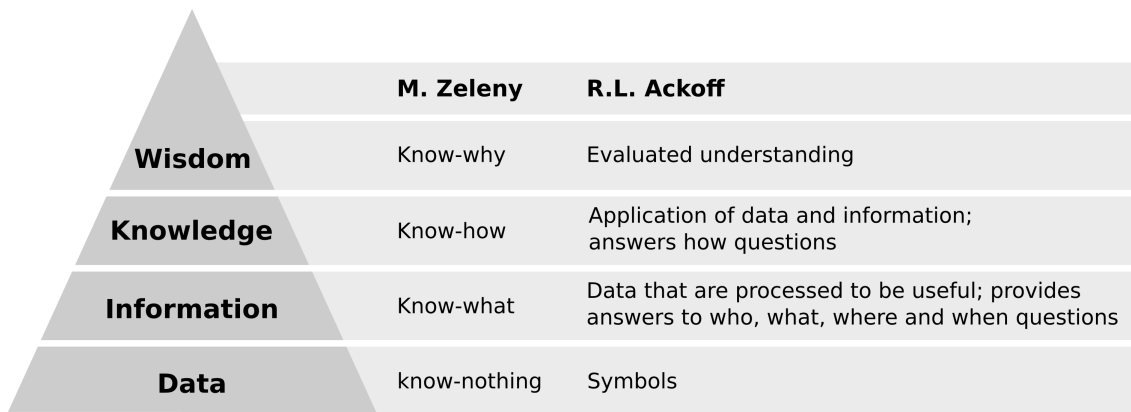 M. Zeleny R.L. Ackoff
Wisdom Know-why Evaluated understanding
Knowledge Know-how Application of data and information;
answers how questions
Information Know-what Data that are processed to be useful; provides
answers to who, what, where and when questions
Data know-nothing Symbols